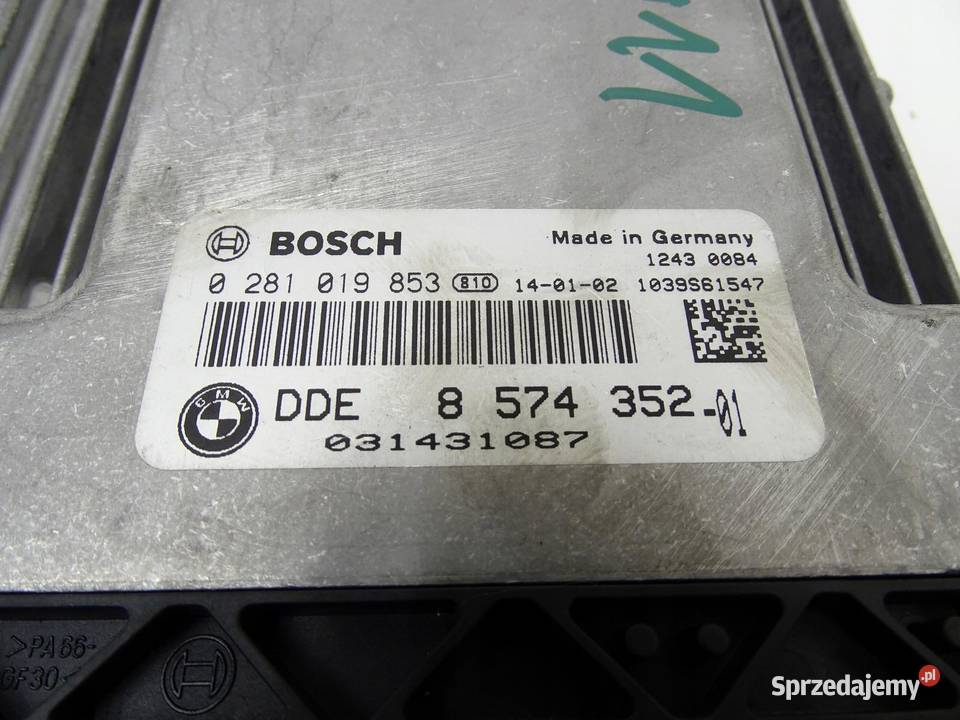 BOSCH
Made in Germany
1243 0084
0 281 019 853 810 14-01-02 1039S61547
BMW
DDE 8 574 352-01
031431087
>PA66-
GF30<
Sprzedajemy.pl